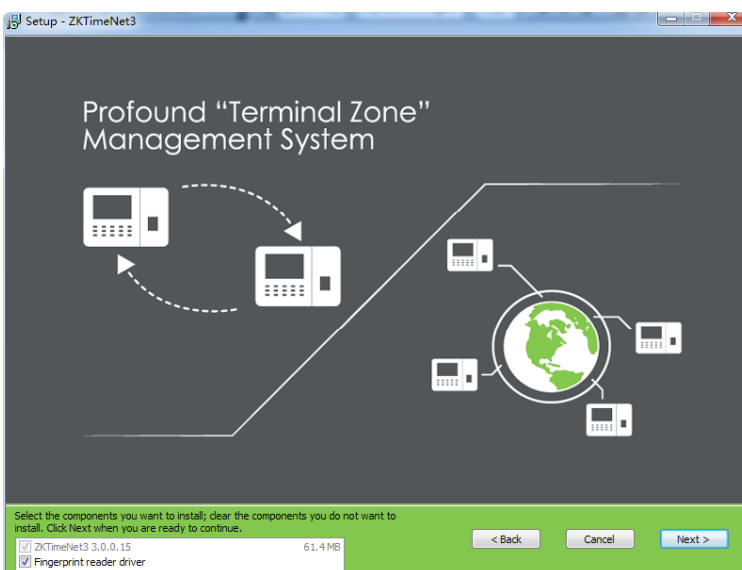 Setup - ZKTimeNet3
Profound “Terminal Zone”
Management System
Select the components you want to install; clear the components you do not want to
install. Click Next when you are ready to continue.
ZKTimeNet3 3.0.0.15 61.4 MB
Fingerprint reader driver
< Back Cancel Next >